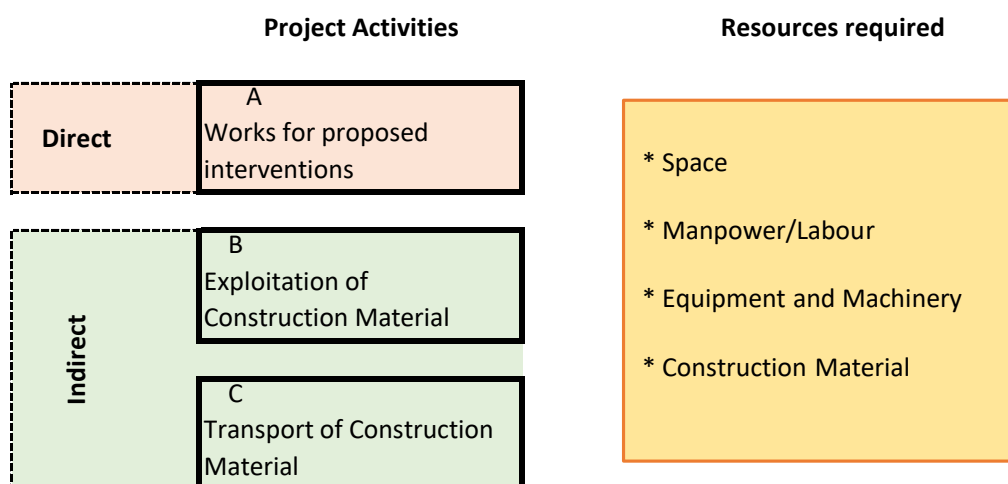 Project Activities
Resources required
Direct
A
Works for proposed
interventions
Indirect
B
Exploitation of
Construction Material
C
Transport of Construction
Material
* Space
* Manpower/Labour
* Equipment and Machinery
* Construction Material